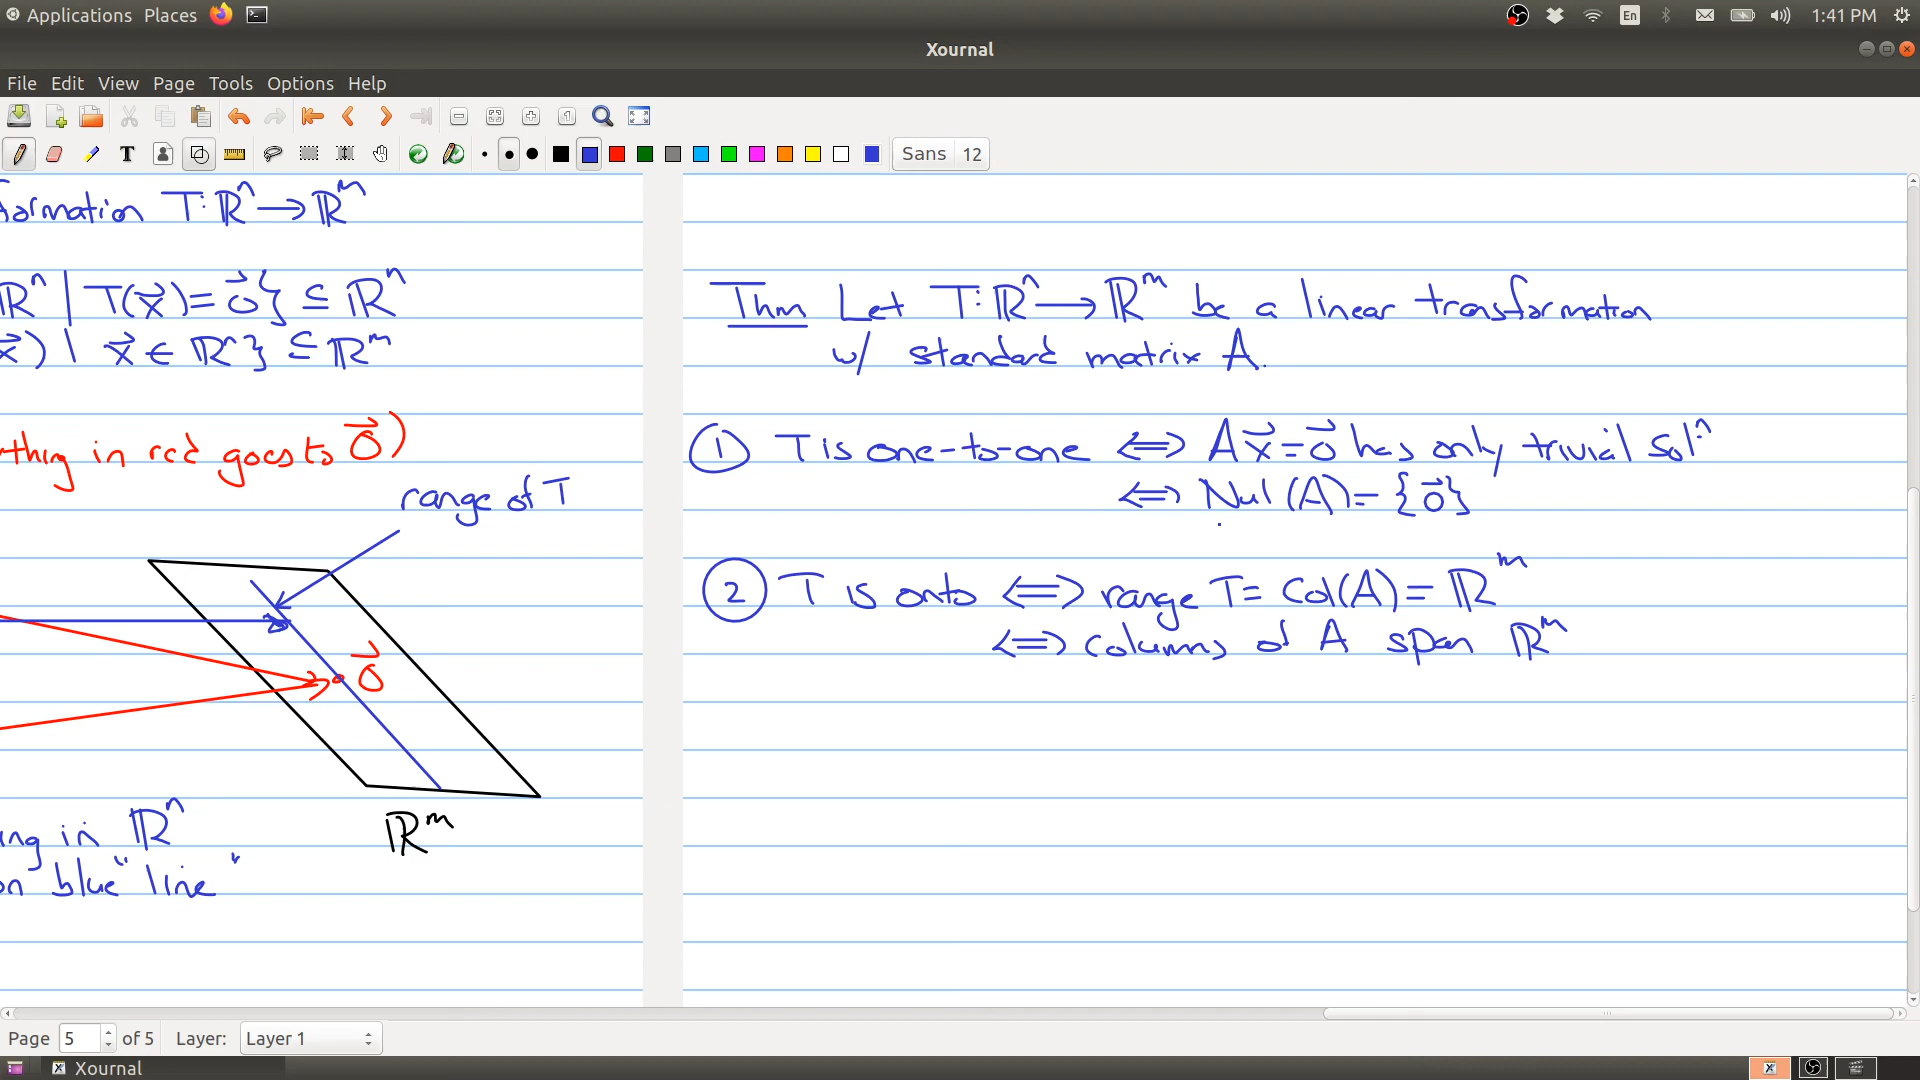 Applications Places En 1:41 PM
Xournal
File Edit View Page Tools Options Help
T Sans 12
formation T: ℝⁿ → ℝᵐ
ℝⁿ | T(x⃗) = 0⃗} ⊆ ℝⁿ
x⃗) | x⃗ ∈ ℝⁿ} ⊆ ℝᵐ
thing in red goes to 0⃗)
range of T
0⃗
ℝᵐ
ing in ℝⁿ
on blue "line"
Thm Let T: ℝⁿ → ℝᵐ be a linear transformation
w/ standard matrix A.
① T is one-to-one ⟺ Ax⃗ = 0⃗ has only trivial solⁿ
⟺ Nul(A) = {0⃗}
② T is onto ⟺ range T = Col(A) = ℝᵐ
⟺ columns of A span ℝᵐ
Page 5 of 5 Layer: Layer 1
Xournal